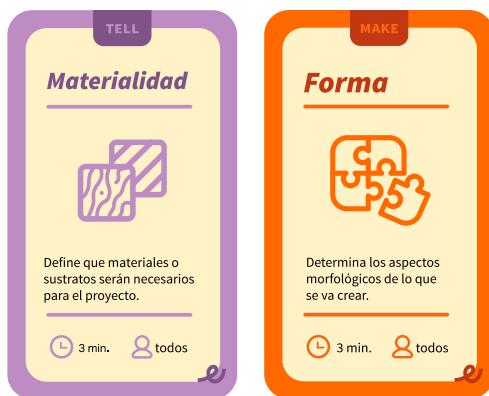 TELL
Materialidad
Define que materiales o
sustratos serán necesarios
para el proyecto.
3 min.
todos
MAKE
Forma
Determina los aspectos
morfológicos de lo que
se va crear.
3 min.
todos